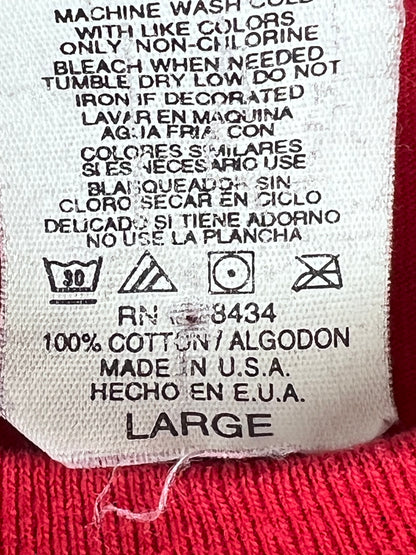 MACHINE WASH COLD
WITH LIKE COLORS
ONLY NON-CHLORINE
BLEACH WHEN NEEDED
TUMBLE DRY LOW DO NOT
IRON IF DECORATED
LAVAR EN MAQUINA
AGUA FRIA CON
COLORES SIMILARES
SI ES NECESARIO USE
BLANQUEADOR SIN
CLORO SECAR EN CICLO
DELICADO SI TIENE ADORNO
NO USE LA PLANCHA
30
RN 8434
100% COTTON/ALGODON
MADE IN U.S.A.
HECHO EN E.U.A.
LARGE